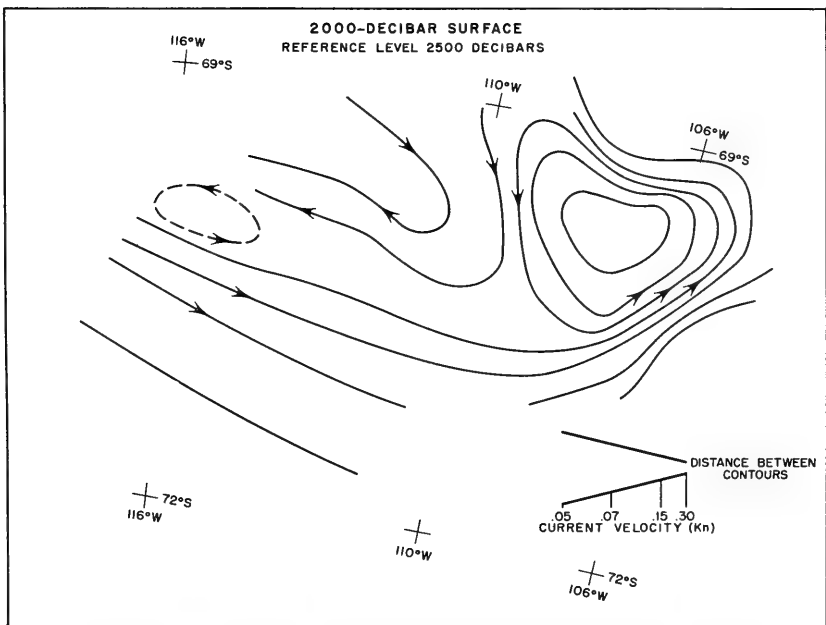 2000-DECIBAR SURFACE
REFERENCE LEVEL 2500 DECIBARS
116°W
69°S
110°W
106°W
69°S
DISTANCE BETWEEN
CONTOURS
.05 .07 .15 .30
CURRENT VELOCITY (Kn)
72°S
116°W
110°W
72°S
106°W